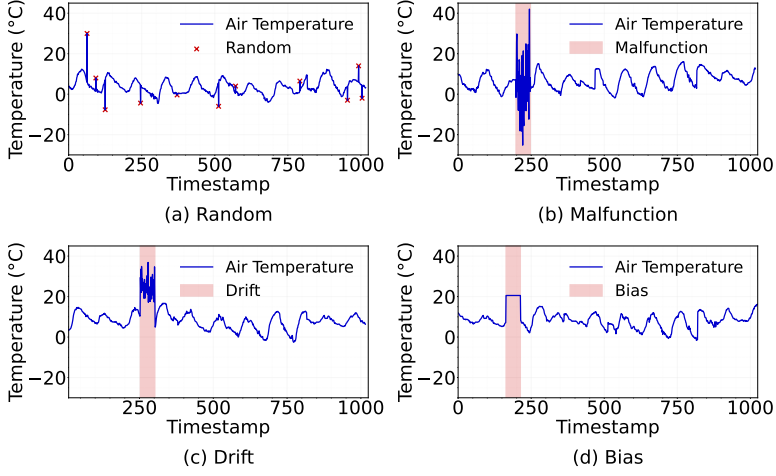 Temperature (°C)
40
20
0
−20
Air Temperature
Random
0 250 500 750 1000
Timestamp
(a) Random
Temperature (°C)
40
20
0
−20
Air Temperature
Malfunction
0 250 500 750 1000
Timestamp
(b) Malfunction
Temperature (°C)
40
20
0
−20
Air Temperature
Drift
250 500 750 1000
Timestamp
(c) Drift
Temperature (°C)
40
20
0
−20
Air Temperature
Bias
0 250 500 750 1000
Timestamp
(d) Bias